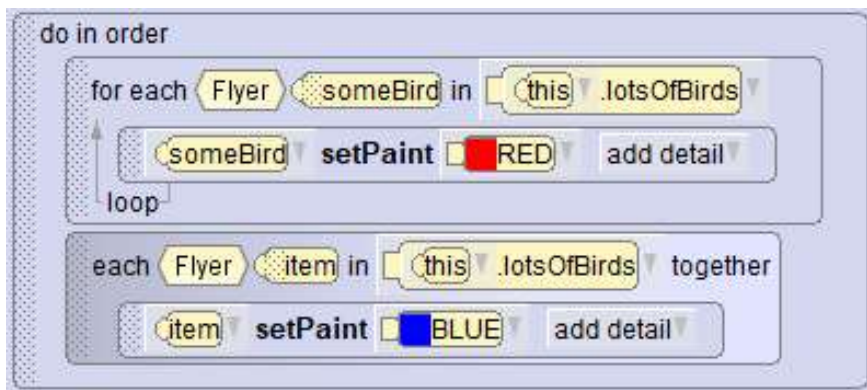 do in order
for each Flyer someBird in this .lotsOfBirds
someBird setPaint RED add detail
loop
each Flyer item in this .lotsOfBirds together
item setPaint BLUE add detail